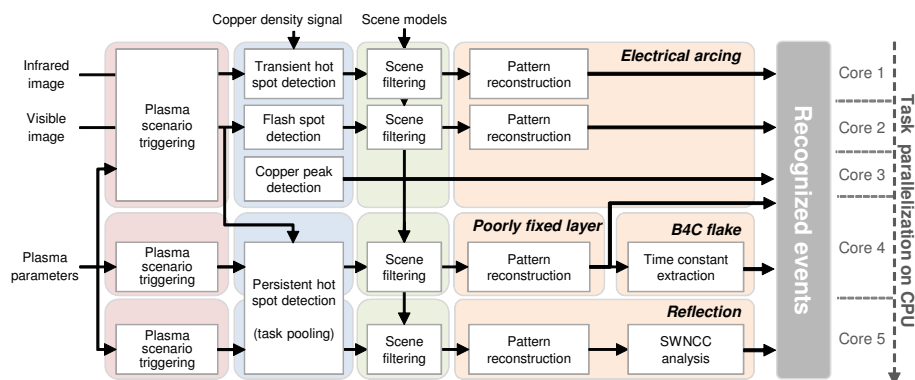 Copper density signal
Scene models
Infrared
image
Visible
image
Plasma
parameters
Plasma
scenario
triggering
Transient hot
spot detection
Scene
filtering
Pattern
reconstruction
Electrical arcing
Flash spot
detection
Scene
filtering
Pattern
reconstruction
Copper peak
detection
Plasma
scenario
triggering
Persistent hot
spot detection
(task pooling)
Scene
filtering
Poorly fixed layer
Pattern
reconstruction
B4C flake
Time constant
extraction
Plasma
scenario
triggering
Scene
filtering
Pattern
reconstruction
Reflection
SWNCC
analysis
Recognized events
Core 1
Core 2
Core 3
Core 4
Core 5
Task parallelization on CPU